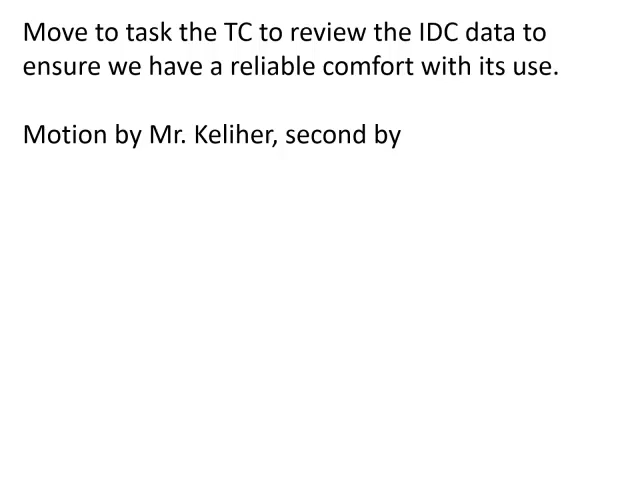 Move to task the TC to review the IDC data to
ensure we have a reliable comfort with its use.
Motion by Mr. Keliher, second by